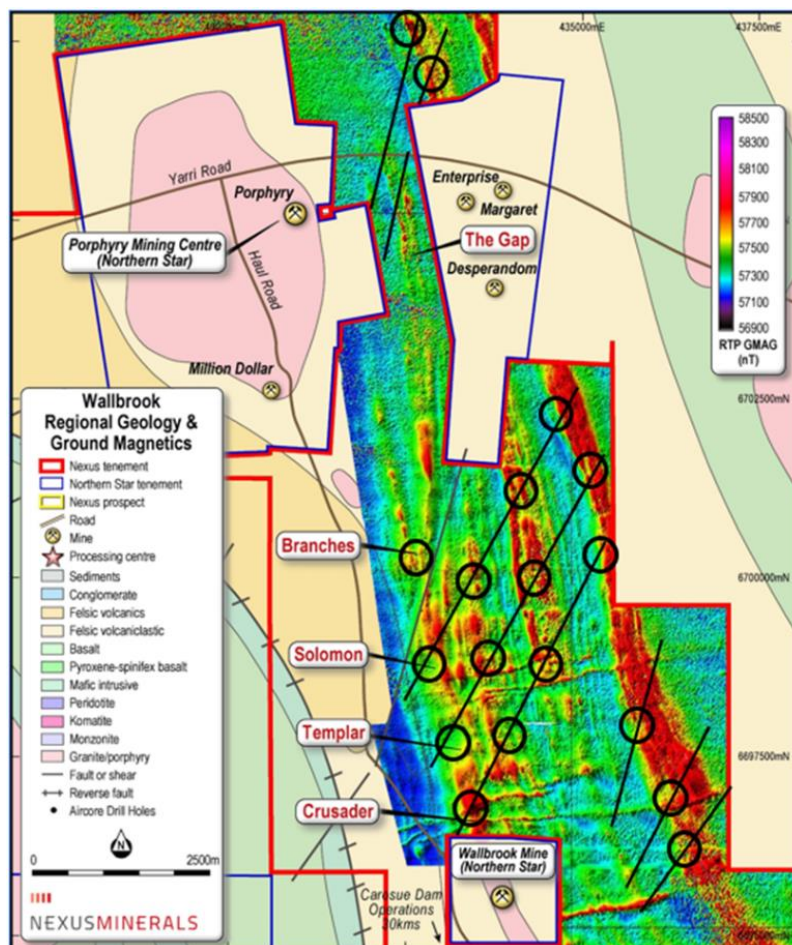 435000mE
437500mE
58500
58300
58100
57900
57700
57500
57300
57100
56900
RTP GMAG
(nT)
Yarri Road
Porphyry
Enterprise
Margaret
Porphyry Mining Centre
(Northern Star)
The Gap
Haul Road
Desperandom
Million Dollar
6702500mN
Wallbrook
Regional Geology &
Ground Magnetics
Nexus tenement
Northern Star tenement
Nexus prospect
Road
Mine
Processing centre
Sediments
Conglomerate
Felsic volcanics
Felsic volcaniclastic
Basalt
Pyroxene-spinifex basalt
Mafic intrusive
Peridotite
Komatite
Monzonite
Granite/porphyry
Fault or shear
Reverse fault
Aircore Drill Holes
N
0 2500m
NEXUSMINERALS
Branches
6700000mN
Solomon
Templar
6697500mN
Crusader
Wallbrook Mine
(Northern Star)
Carosue Dam
Operations
30kms